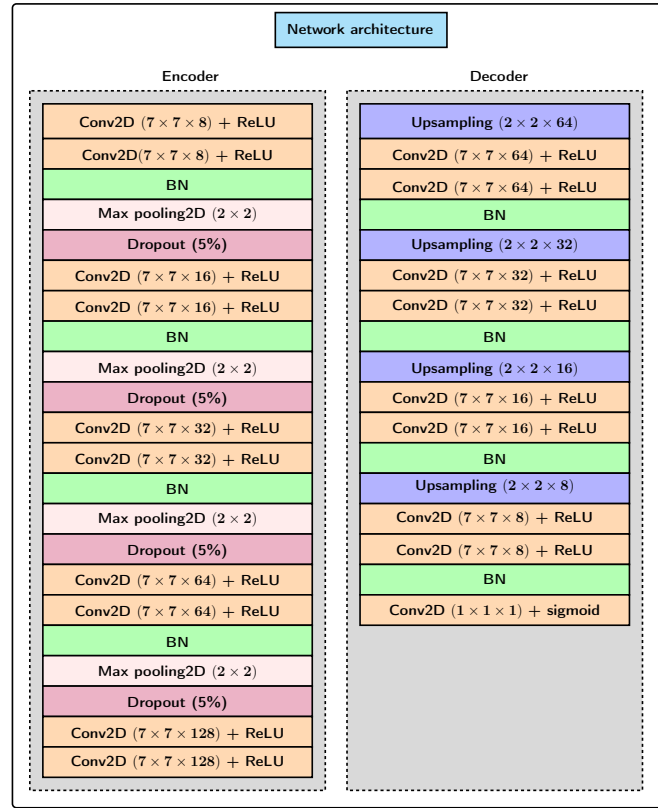 Network architecture
Encoder
Conv2D (7 × 7 × 8) + ReLU
Conv2D(7 × 7 × 8) + ReLU
BN
Max pooling2D (2 × 2)
Dropout (5%)
Conv2D (7 × 7 × 16) + ReLU
Conv2D (7 × 7 × 16) + ReLU
BN
Max pooling2D (2 × 2)
Dropout (5%)
Conv2D (7 × 7 × 32) + ReLU
Conv2D (7 × 7 × 32) + ReLU
BN
Max pooling2D (2 × 2)
Dropout (5%)
Conv2D (7 × 7 × 64) + ReLU
Conv2D (7 × 7 × 64) + ReLU
BN
Max pooling2D (2 × 2)
Dropout (5%)
Conv2D (7 × 7 × 128) + ReLU
Conv2D (7 × 7 × 128) + ReLU
Decoder
Upsampling (2 × 2 × 64)
Conv2D (7 × 7 × 64) + ReLU
Conv2D (7 × 7 × 64) + ReLU
BN
Upsampling (2 × 2 × 32)
Conv2D (7 × 7 × 32) + ReLU
Conv2D (7 × 7 × 32) + ReLU
BN
Upsampling (2 × 2 × 16)
Conv2D (7 × 7 × 16) + ReLU
Conv2D (7 × 7 × 16) + ReLU
BN
Upsampling (2 × 2 × 8)
Conv2D (7 × 7 × 8) + ReLU
Conv2D (7 × 7 × 8) + ReLU
BN
Conv2D (1 × 1 × 1) + sigmoid